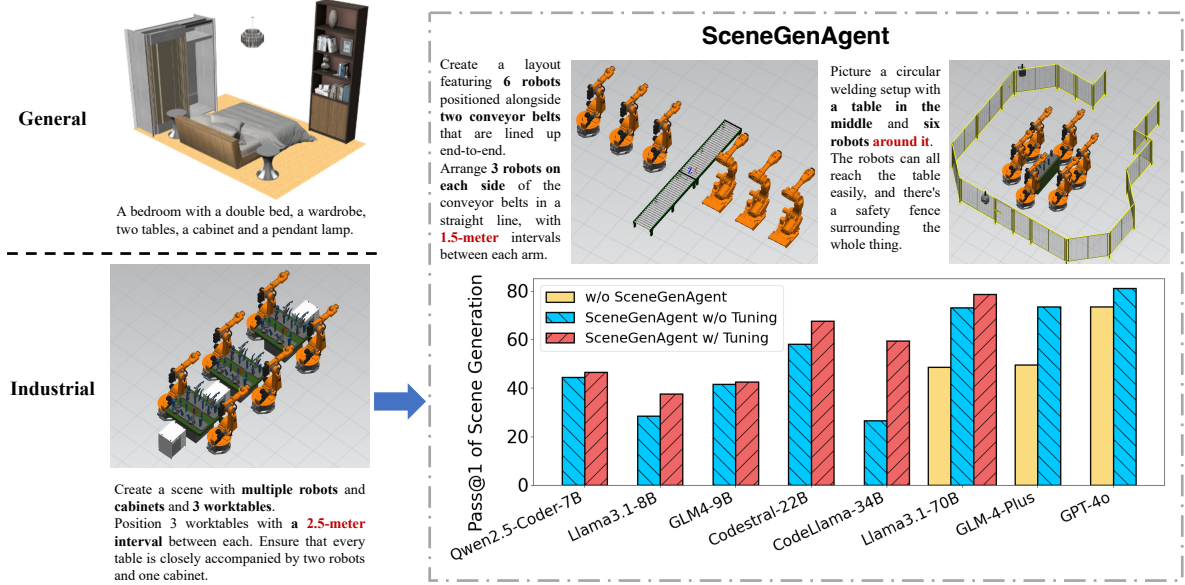 General
A bedroom with a double bed, a wardrobe,
two tables, a cabinet and a pendant lamp.
Industrial
Create a scene with multiple robots and
cabinets and 3 worktables.
Position 3 worktables with a 2.5-meter
interval between each. Ensure that every
table is closely accompanied by two robots
and one cabinet.
SceneGenAgent
Create a layout
featuring 6 robots
positioned alongside
two conveyor belts
that are lined up
end-to-end.
Arrange 3 robots on
each side of the
conveyor belts in a
straight line, with
1.5-meter intervals
between each arm.
Picture a circular
welding setup with
a table in the
middle and six
robots around it.
The robots can all
reach the table
easily, and there's
a safety fence
surrounding the
whole thing.
Pass@1 of Scene Generation
80
60
40
20
0
w/o SceneGenAgent
SceneGenAgent w/o Tuning
SceneGenAgent w/ Tuning
Qwen2.5-Coder-7B
Llama3.1-8B
GLM4-9B
Codestral-22B
CodeLlama-34B
Llama3.1-70B
GLM-4-Plus
GPT-4o